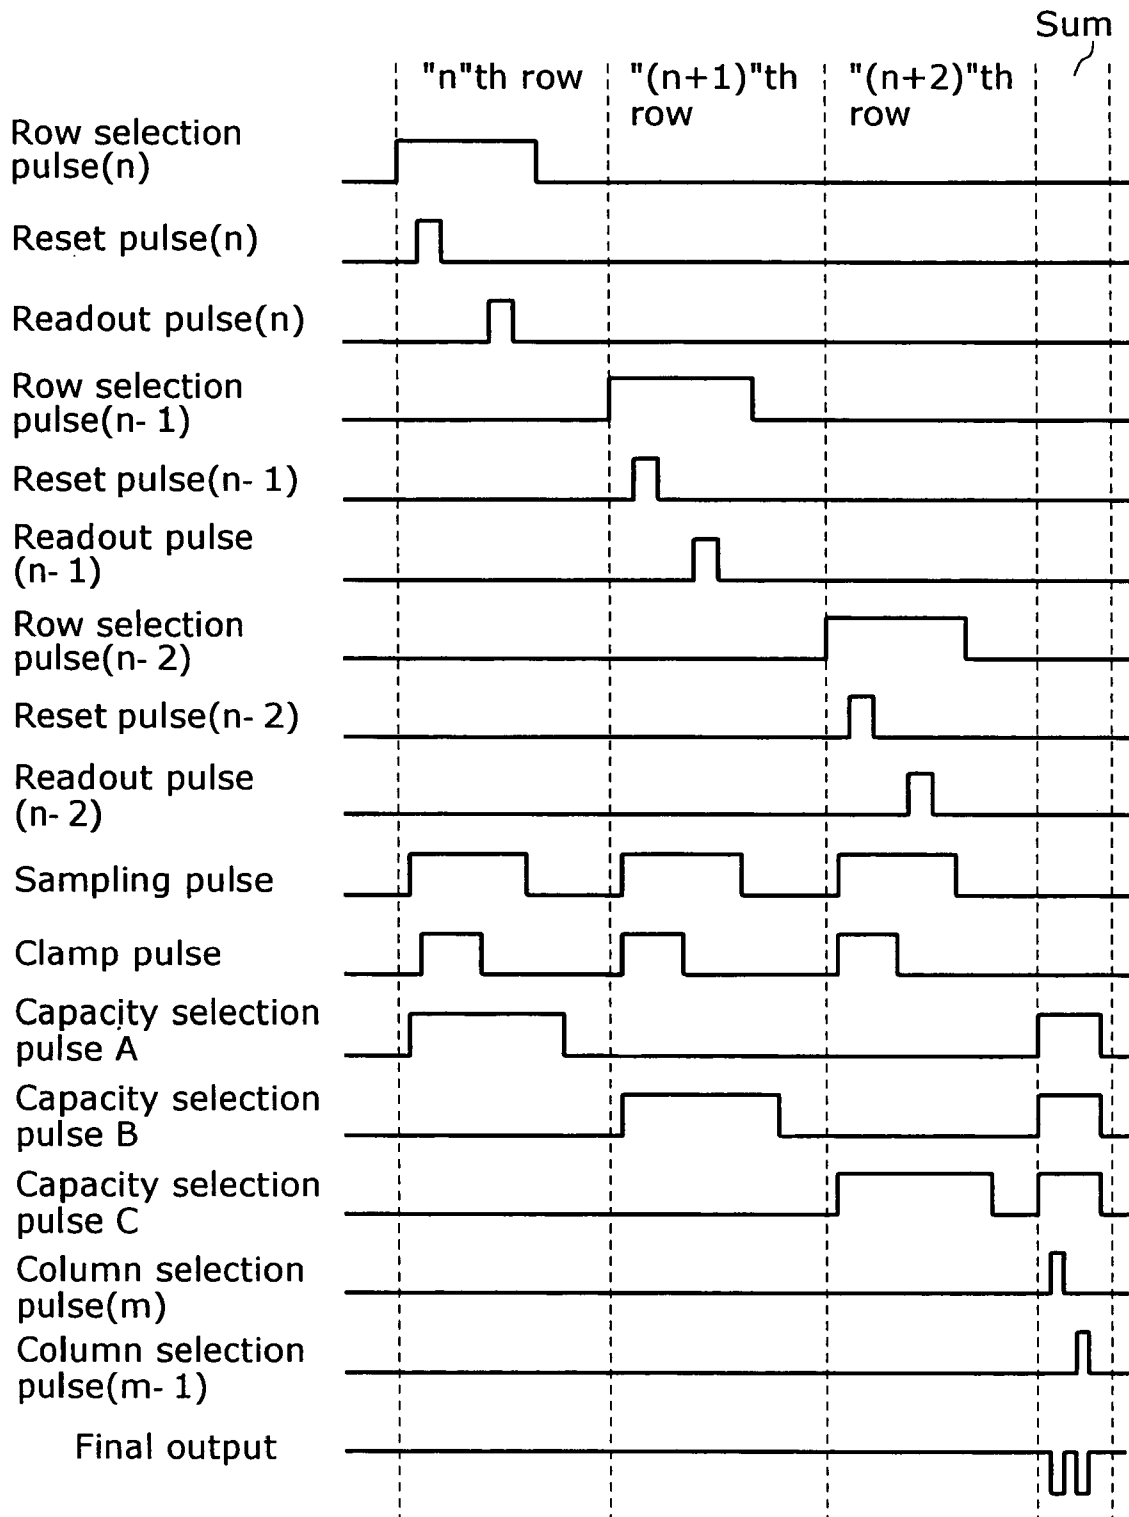 Sum
"n"th row
"(n+1)"th
row
"(n+2)"th
row
Row selection
pulse(n)
Reset pulse(n)
Readout pulse(n)
Row selection
pulse(n- 1)
Reset pulse(n- 1)
Readout pulse
(n- 1)
Row selection
pulse(n- 2)
Reset pulse(n- 2)
Readout pulse
(n- 2)
Sampling pulse
Clamp pulse
Capacity selection
pulse A
Capacity selection
pulse B
Capacity selection
pulse C
Column selection
pulse(m)
Column selection
pulse(m- 1)
Final output